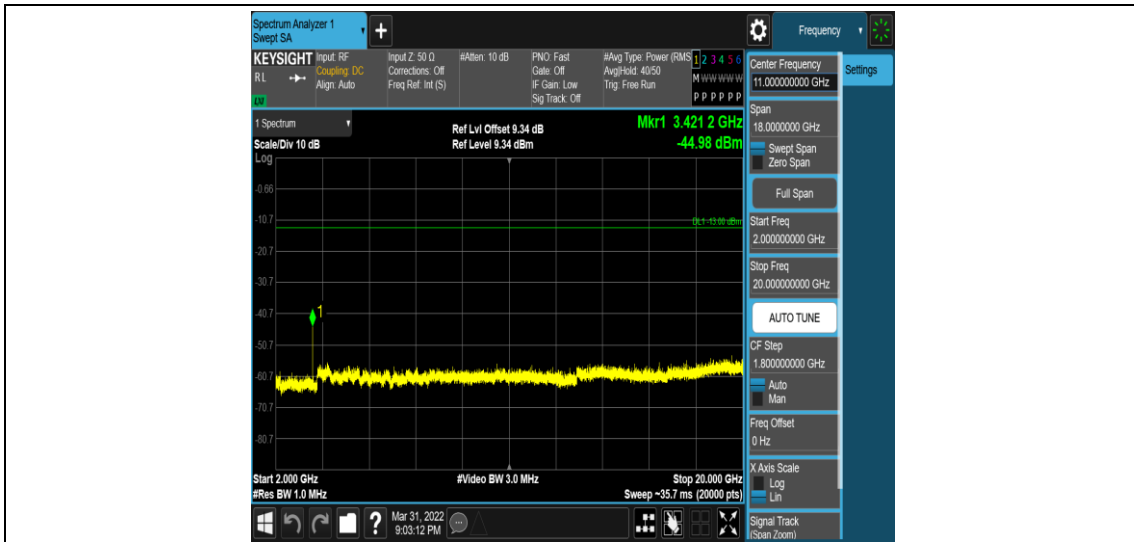 Spectrum Analyzer 1
Swept SA
+
Frequency
KEYSIGHT
RL
LXI
Input: RF
Coupling: DC
Align: Auto
Input Z: 50 Ω
Corrections: Off
Freq Ref: Int (S)
#Atten: 10 dB
PNO: Fast
Gate: Off
IF Gain: Low
Sig Track: Off
#Avg Type: Power (RMS
Avg|Hold: 40/50
Trig: Free Run
1 2 3 4 5 6
M W W W W W
P P P P P P
1 Spectrum
Scale/Div 10 dB
Log
Ref Lvl Offset 9.34 dB
Ref Level 9.34 dBm
Mkr1 3.421 2 GHz
-44.98 dBm
-0.66
-10.7
DL1 -13.00 dBm
-20.7
-30.7
-40.7
1
-50.7
-60.7
-70.7
-80.7
Start 2.000 GHz
#Video BW 3.0 MHz
Stop 20.000 GHz
#Res BW 1.0 MHz
Sweep ~35.7 ms (20000 pts)
?
Mar 31, 2022
9:03:12 PM
Center Frequency
11.000000000 GHz
Settings
Span
18.0000000 GHz
Swept Span
Zero Span
Full Span
Start Freq
2.000000000 GHz
Stop Freq
20.000000000 GHz
AUTO TUNE
CF Step
1.800000000 GHz
Auto
Man
Freq Offset
0 Hz
X Axis Scale
Log
Lin
Signal Track
(Span Zoom)